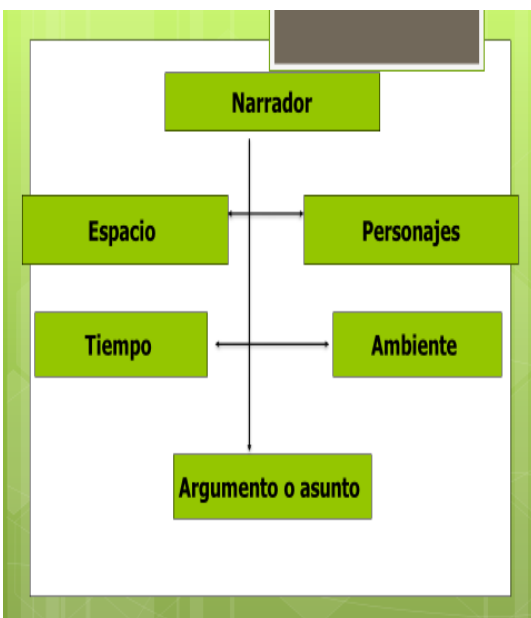 Narrador
Espacio
Personajes
Tiempo
Ambiente
Argumento o asunto